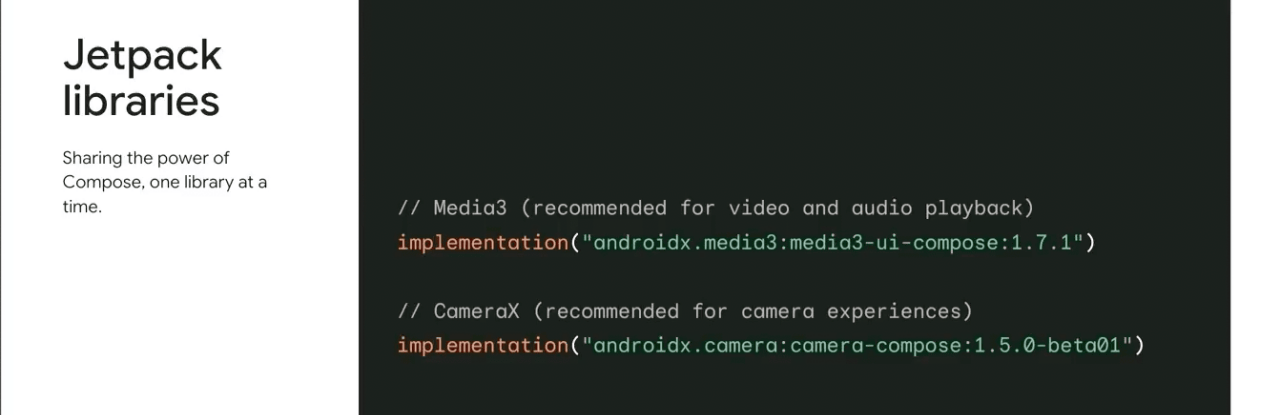 Jetpack
libraries
Sharing the power of
Compose, one library at a
time.
// Media3 (recommended for video and audio playback)
implementation("androidx.media3:media3-ui-compose:1.7.1")
// CameraX (recommended for camera experiences)
implementation("androidx.camera:camera-compose:1.5.0-beta01")